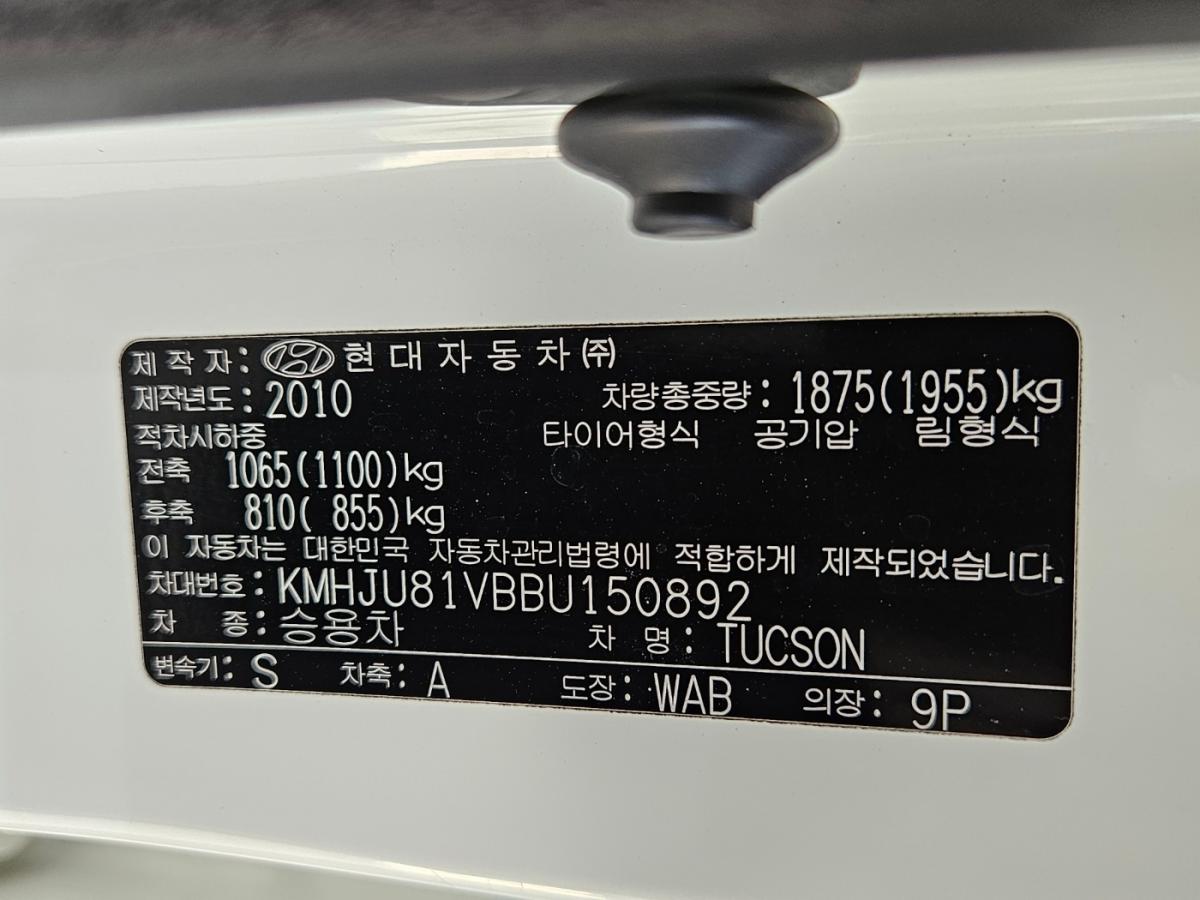 제 작 자 : 현 대 자 동 차 ㈜
제작년도 : 2010 차량총중량 : 1875(1955)kg
적차시하중 타이어형식 공기압 림형식
전축 1065(1100)kg
후축 810( 855)kg
이 자동차는 대한민국 자동차관리법령에 적합하게 제작되었습니다.
차대번호 : KMHJU81VBBU150892
차 종 : 승용차 차 명 : TUCSON
변속기 : S 차축 : A 도장 : WAB 의장 : 9P